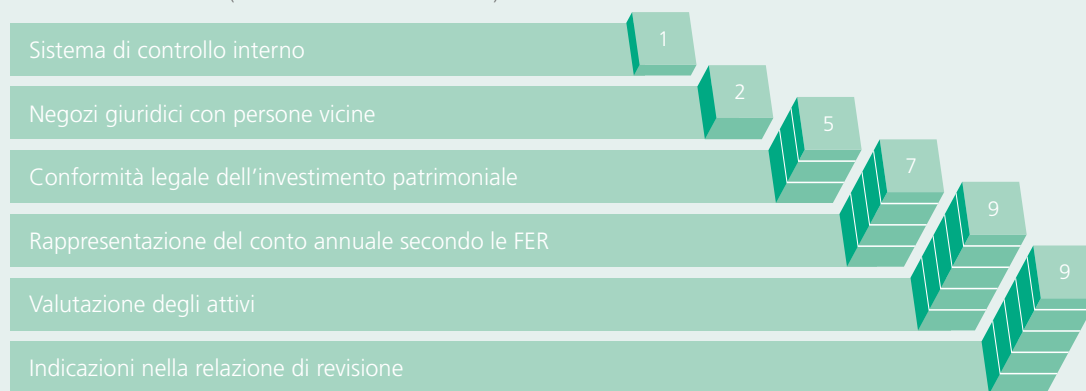 Sistema di controllo interno 1
Negozi giuridici con persone vicine 2
Conformità legale dell'investimento patrimoniale 5
Rappresentazione del conto annuale secondo le FER 7
Valutazione degli attivi 9
Indicazioni nella relazione di revisione 9